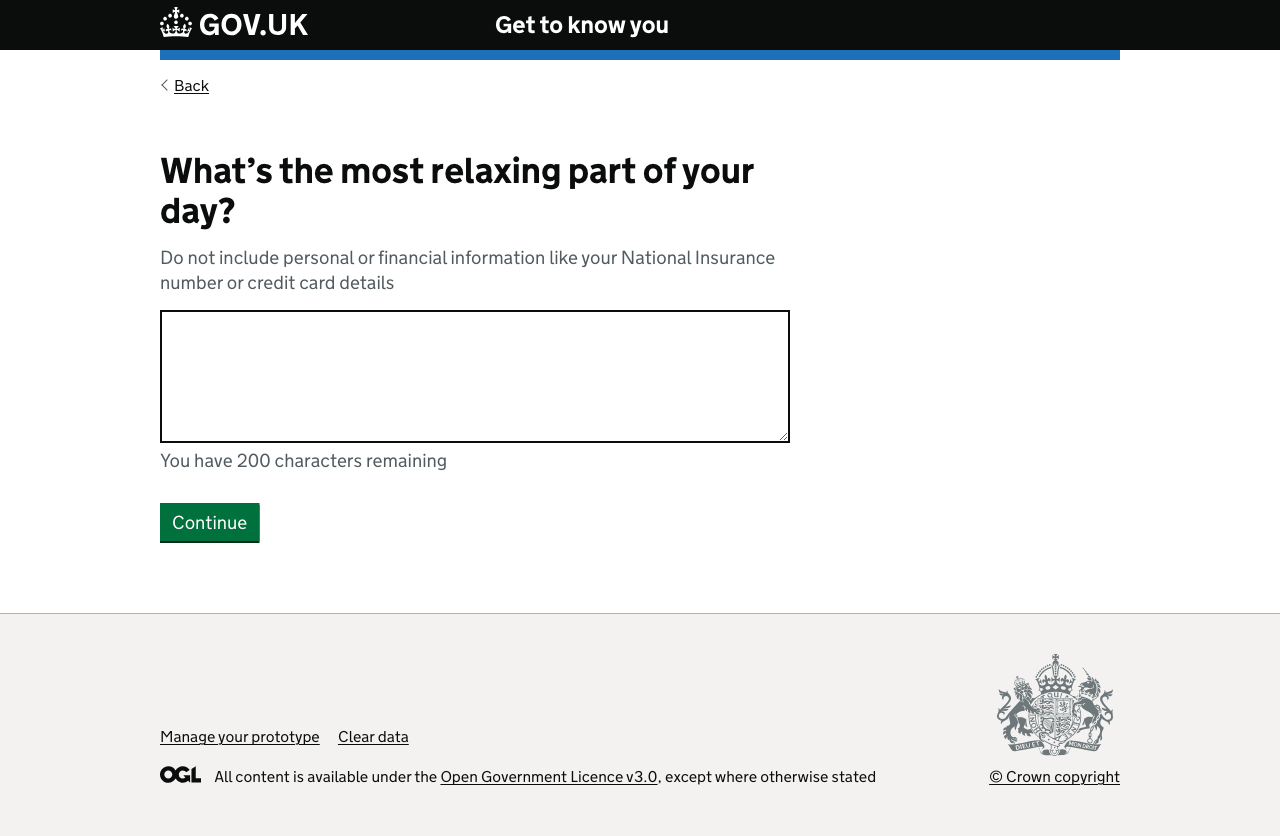 GOV.UK
Get to know you
Back
What’s the most relaxing part of your
day?
Do not include personal or financial information like your National Insurance
number or credit card details
You have 200 characters remaining
Continue
Manage your prototype
Clear data
OGL
All content is available under the Open Government Licence v3.0, except where otherwise stated
© Crown copyright